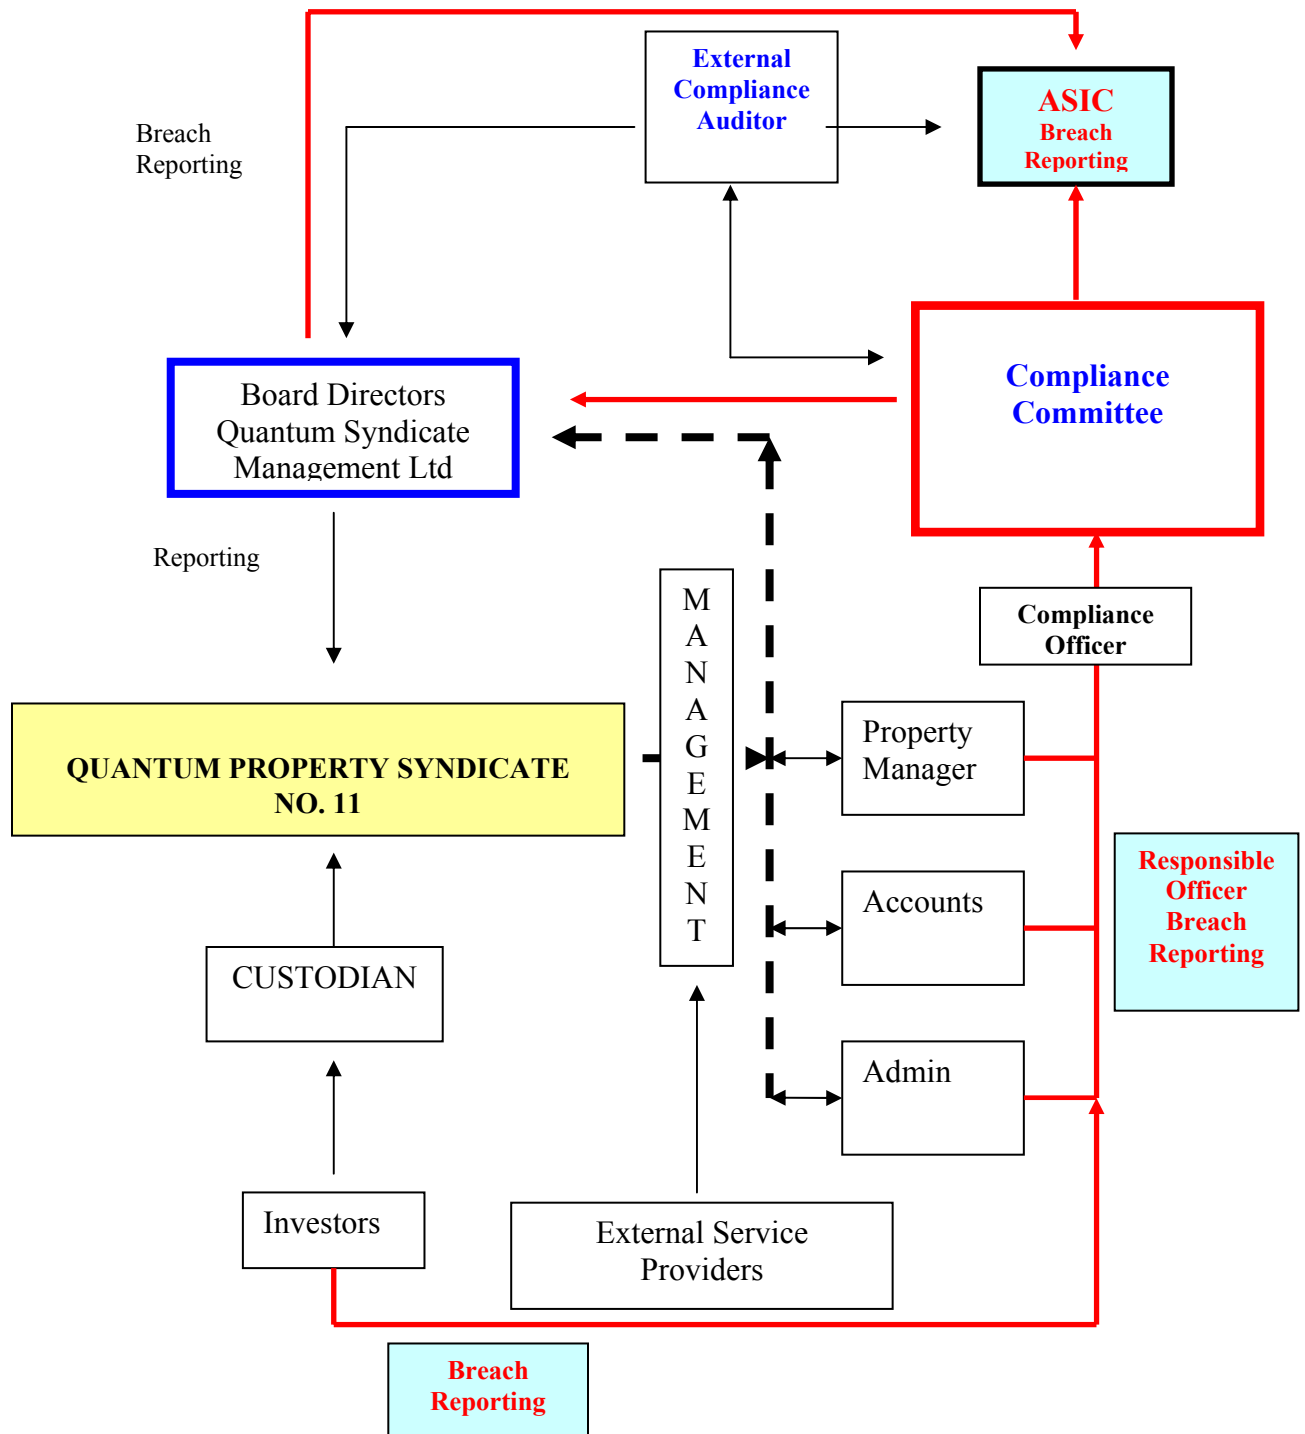 External
Compliance
Auditor
ASIC
Breach
Reporting
Breach
Reporting
Compliance
Committee
Board Directors
Quantum Syndicate
Management Ltd
Reporting
M
A
N
A
G
E
M
E
N
T
Compliance
Officer
QUANTUM PROPERTY SYNDICATE
NO. 11
Property
Manager
Responsible
Officer
Breach
Reporting
Accounts
CUSTODIAN
Admin
Investors
External Service
Providers
Breach
Reporting